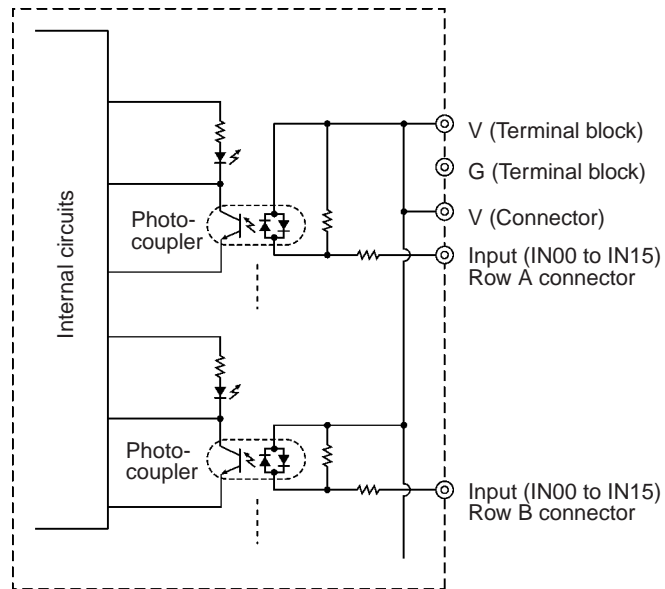 V (Terminal block)
G (Terminal block)
V (Connector)
Input (IN00 to IN15)
Row A connector
Photo-
coupler
Internal circuits
Photo-
coupler
Input (IN00 to IN15)
Row B connector